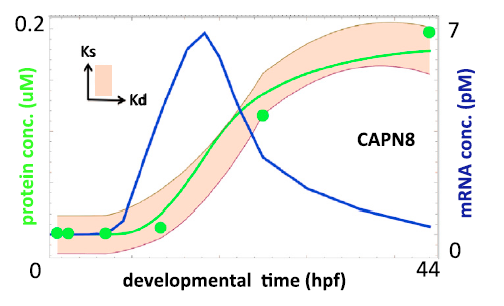 0.2
7
Ks
Kd
CAPN8
protein conc. (uM)
mRNA conc. (pM)
0
0
developmental time (hpf)
44